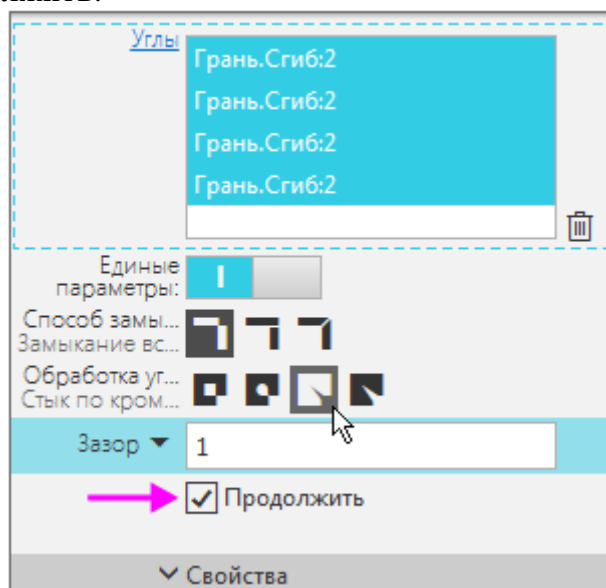 Углы
Грань.Сгиб:2
Грань.Сгиб:2
Грань.Сгиб:2
Грань.Сгиб:2
Единые
параметры:
Способ замы...
Замыкание вс...
Обработка уг...
Стык по кром...
Зазор
1
Продолжить
Свойства